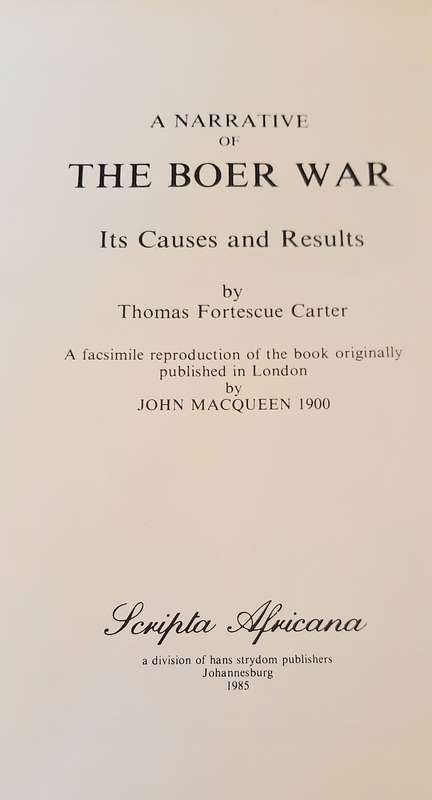 A NARRATIVE
OF
THE BOER WAR
Its Causes and Results
by
Thomas Fortescue Carter
A facsimile reproduction of the book originally
published in London
by
JOHN MACQUEEN 1900
Scripta Africana
a division of hans strydom publishers
Johannesburg
1985